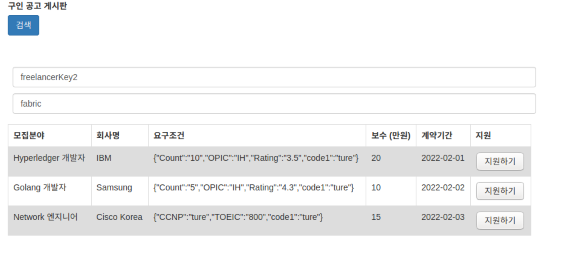 구인 공고 게시판
검색
freelancerKey2
fabric
모집분야 회사명 요구조건 보수 (만원) 계약기간 지원
Hyperledger 개발자 IBM {"Count":"10","OPIC":"IH","Rating":"3.5","code1":"ture"} 20 2022-02-01 지원하기
Golang 개발자 Samsung {"Count":"5","OPIC":"IH","Rating":"4.3","code1":"ture"} 10 2022-02-02 지원하기
Network 엔지니어 Cisco Korea {"CCNP":"ture","TOEIC":"800","code1":"ture"} 15 2022-02-03 지원하기